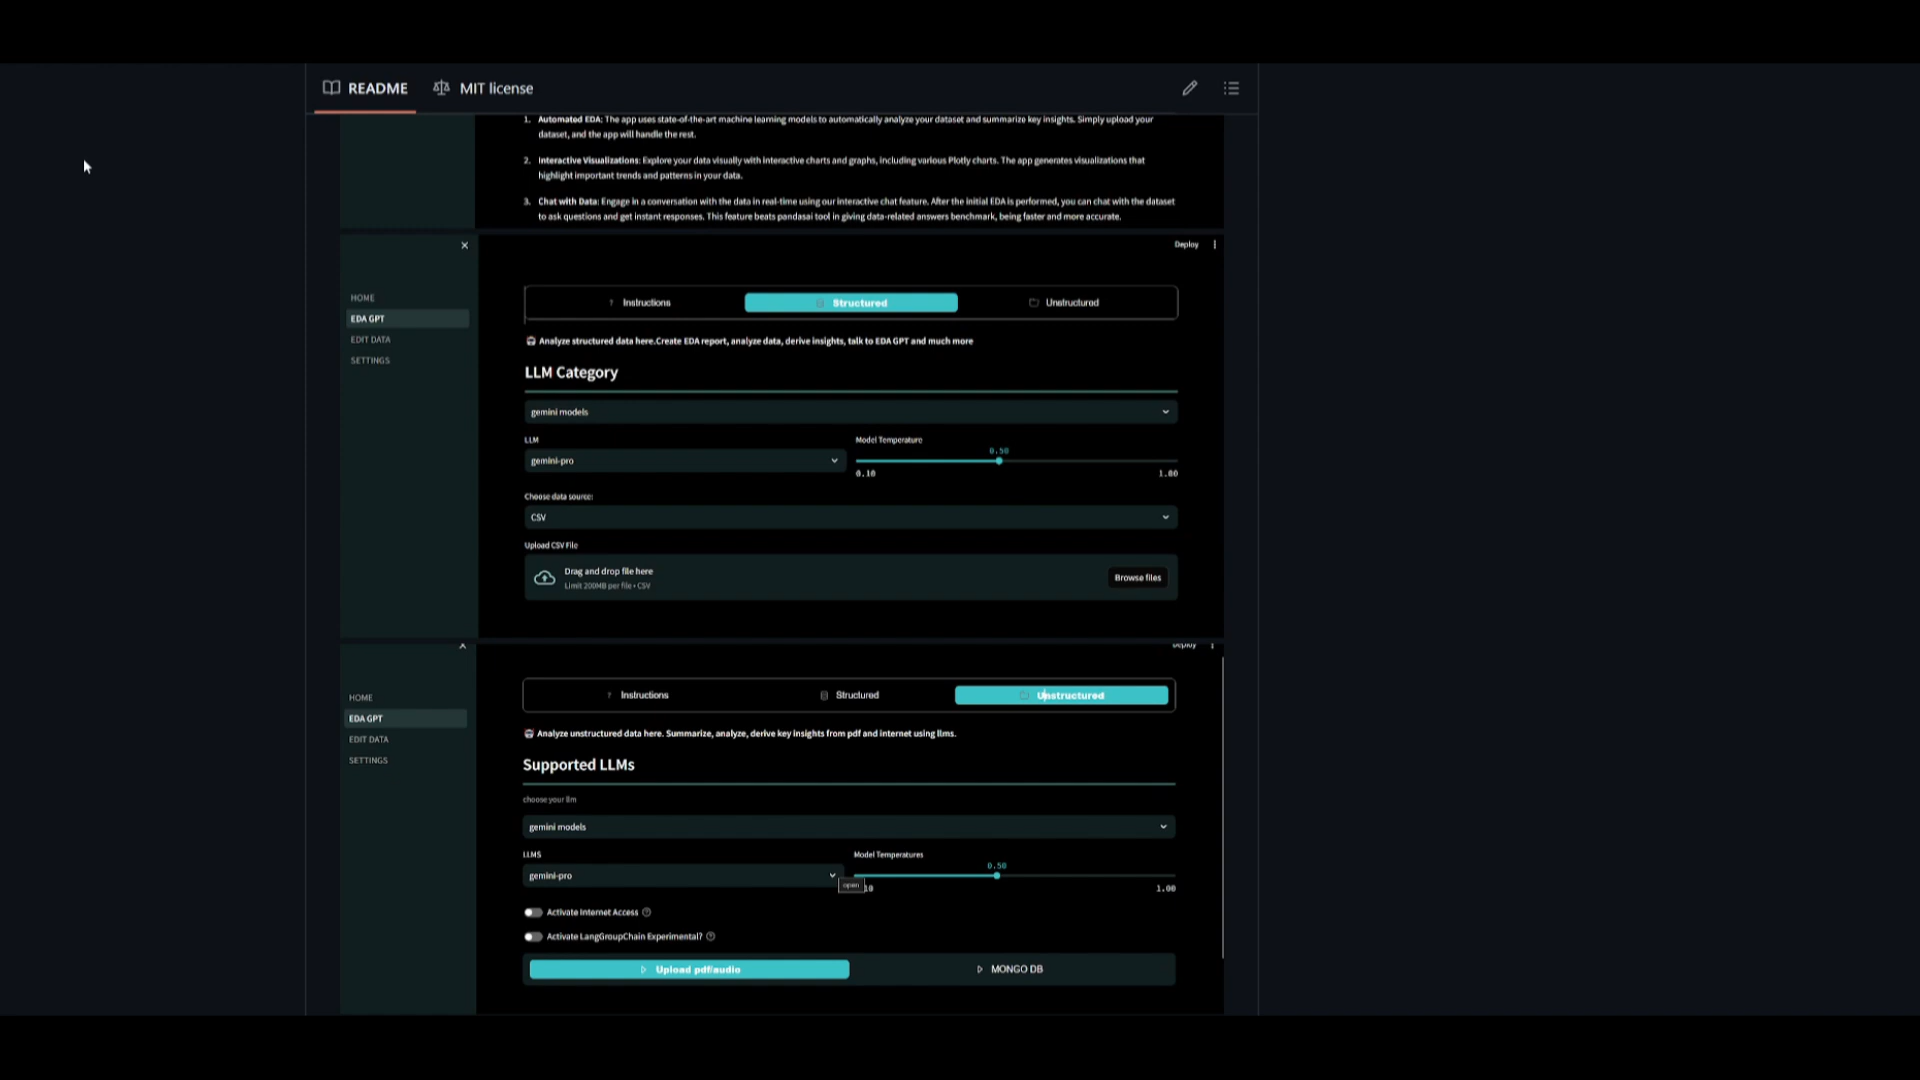 README
MIT license
1. Automated EDA: The app uses state-of-the-art machine learning models to automatically analyze your dataset and summarize key insights. Simply upload your
dataset, and the app will handle the rest.
2. Interactive Visualizations: Explore your data visually with interactive charts and graphs, including various Plotly charts. The app generates visualizations that
highlight important trends and patterns in your data.
3. Chat with Data: Engage in a conversation with the data in real-time using our interactive chat feature. After the initial EDA is performed, you can chat with the dataset
to ask questions and get instant responses. This feature beats pandasai tool in giving data-related answers benchmark, being faster and more accurate.
Deploy
HOME
EDA GPT
EDIT DATA
SETTINGS
Instructions
Structured
Unstructured
Analyze structured data here.Create EDA report, analyze data, derive insights, talk to EDA GPT and much more
LLM Category
gemini models
LLM
Model Temperature
0.50
gemini-pro
0.10
1.00
Choose data source:
CSV
Upload CSV File
Drag and drop file here
Limit 200MB per file • CSV
Browse files
Deploy
HOME
EDA GPT
EDIT DATA
SETTINGS
Instructions
Structured
Unstructured
Analyze unstructured data here. Summarize, analyze, derive key insights from pdf and internet using llms.
Supported LLMs
choose your llm
gemini models
LLMS
Model Temperatures
0.50
gemini-pro
open
10
1.00
Activate Internet Access
Activate LangGroupChain Experimental?
Upload pdf/audio
MONGO DB